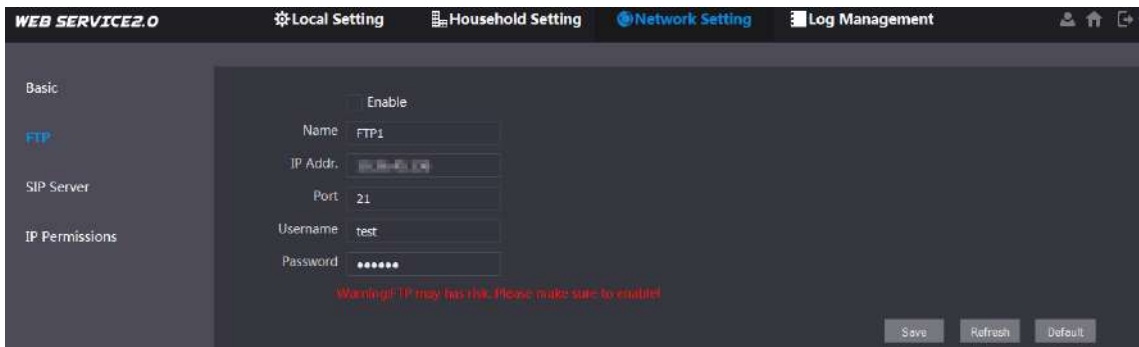 WEB SERVICE2.0 Local Setting Household Setting Network Setting Log Management
Basic
Enable
Name FTP1
FTP
IP Addr.
SIP Server
Port 21
Username test
IP Permissions
Password ••••••
Warning:FTP may has risk. Please make sure to enable!
Save Refresh Default